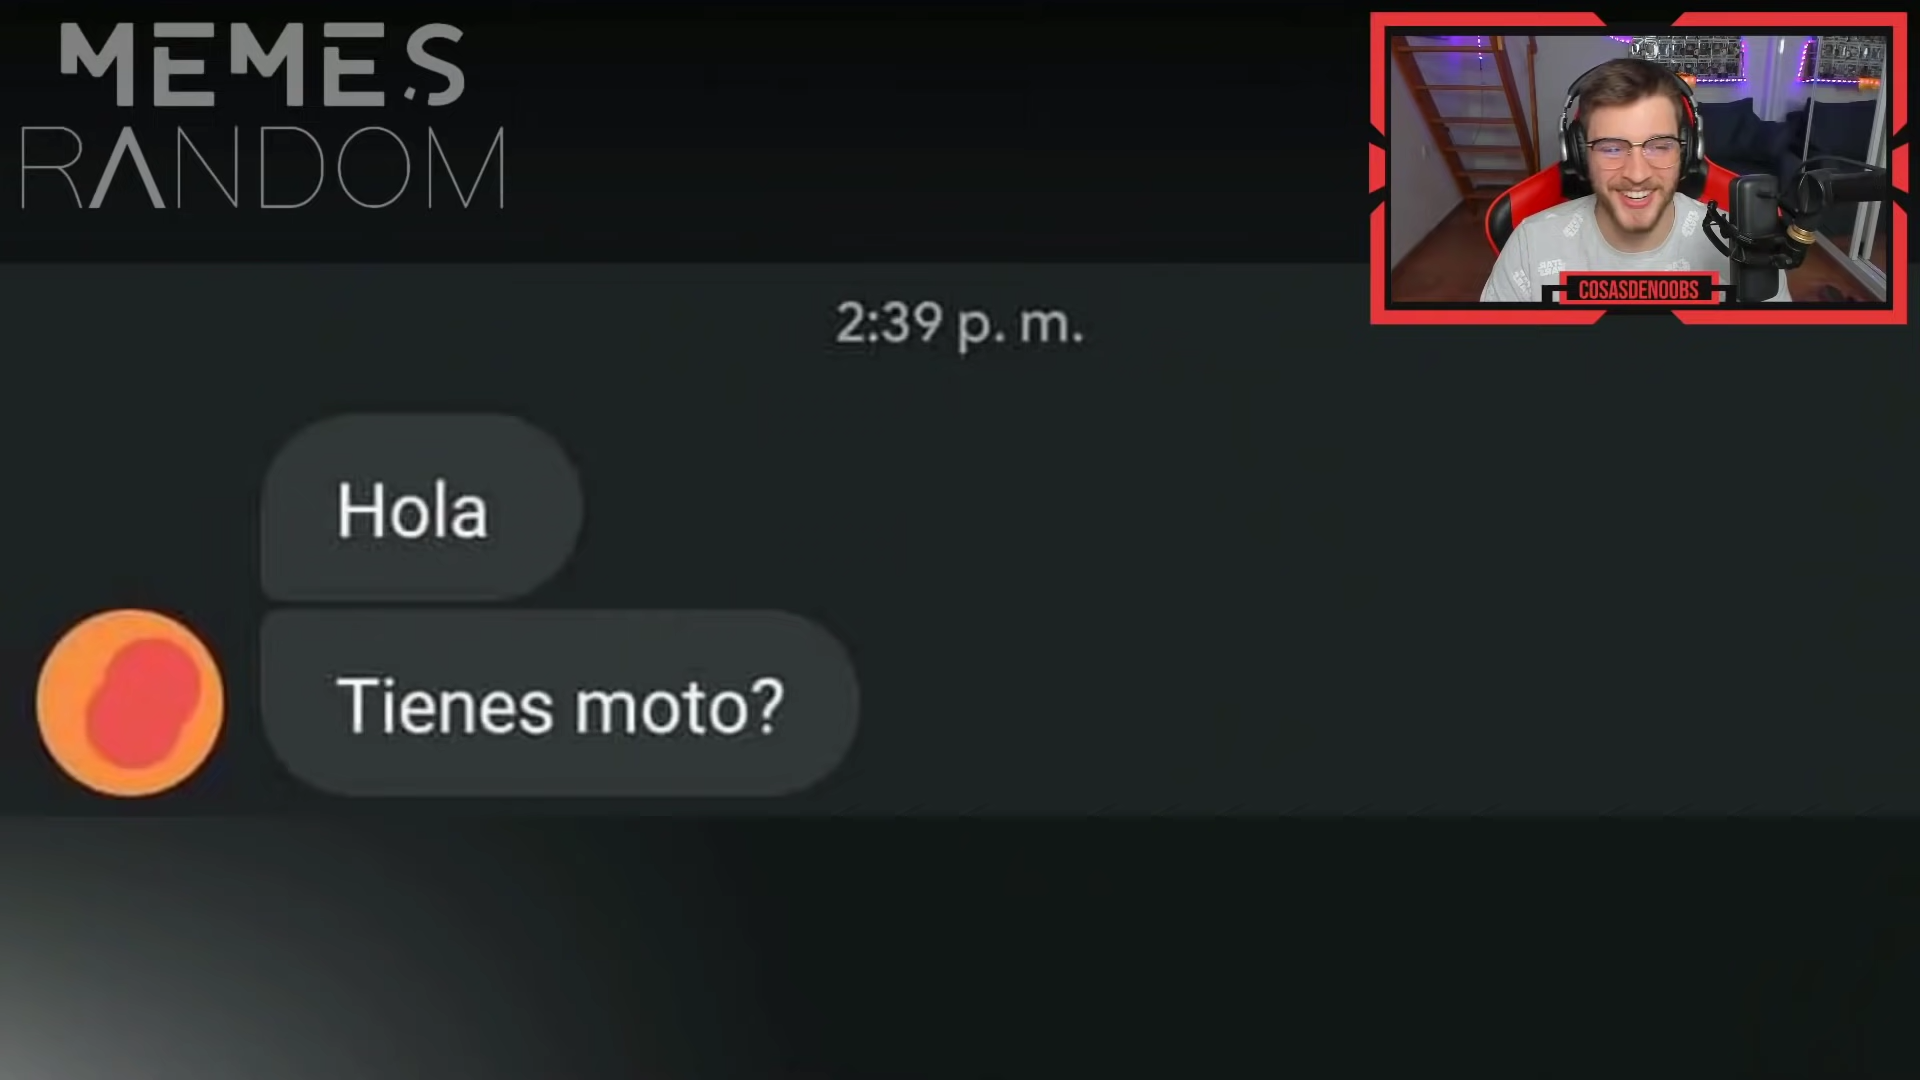 MEMES
RANDOM
COSASDENOOBS
2:39 p. m.
Hola
Tienes moto?